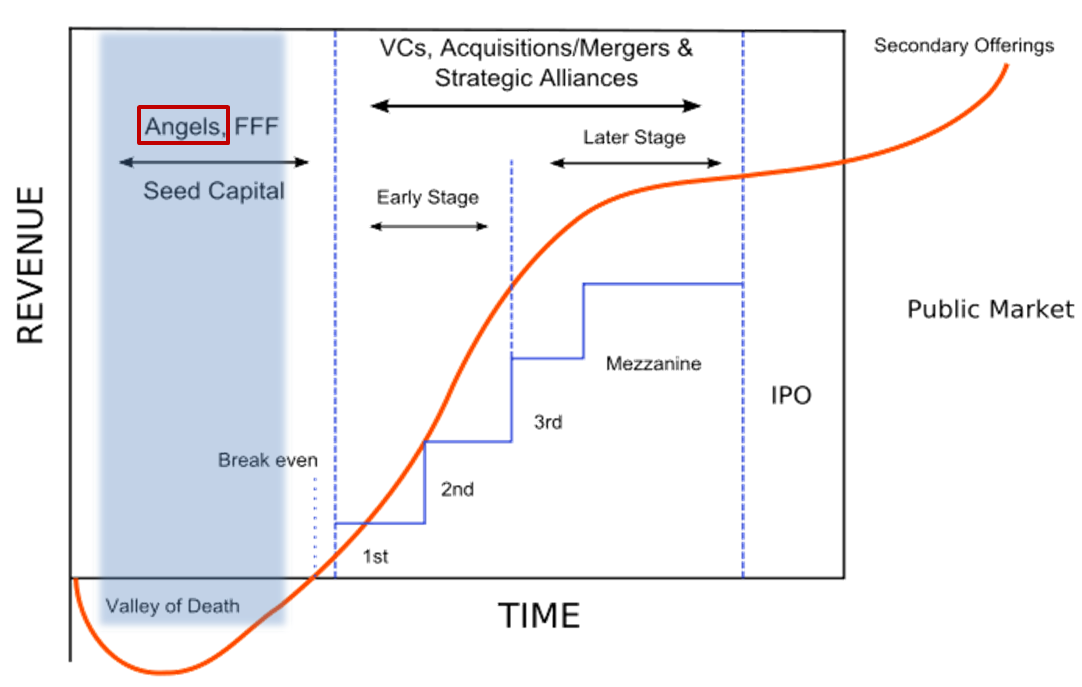 VCs, Acquisitions/Mergers &
Strategic Alliances
Secondary Offerings
Angels, FFF
Later Stage
Seed Capital
Early Stage
REVENUE
Public Market
Mezzanine
IPO
3rd
Break even
2nd
1st
Valley of Death
TIME